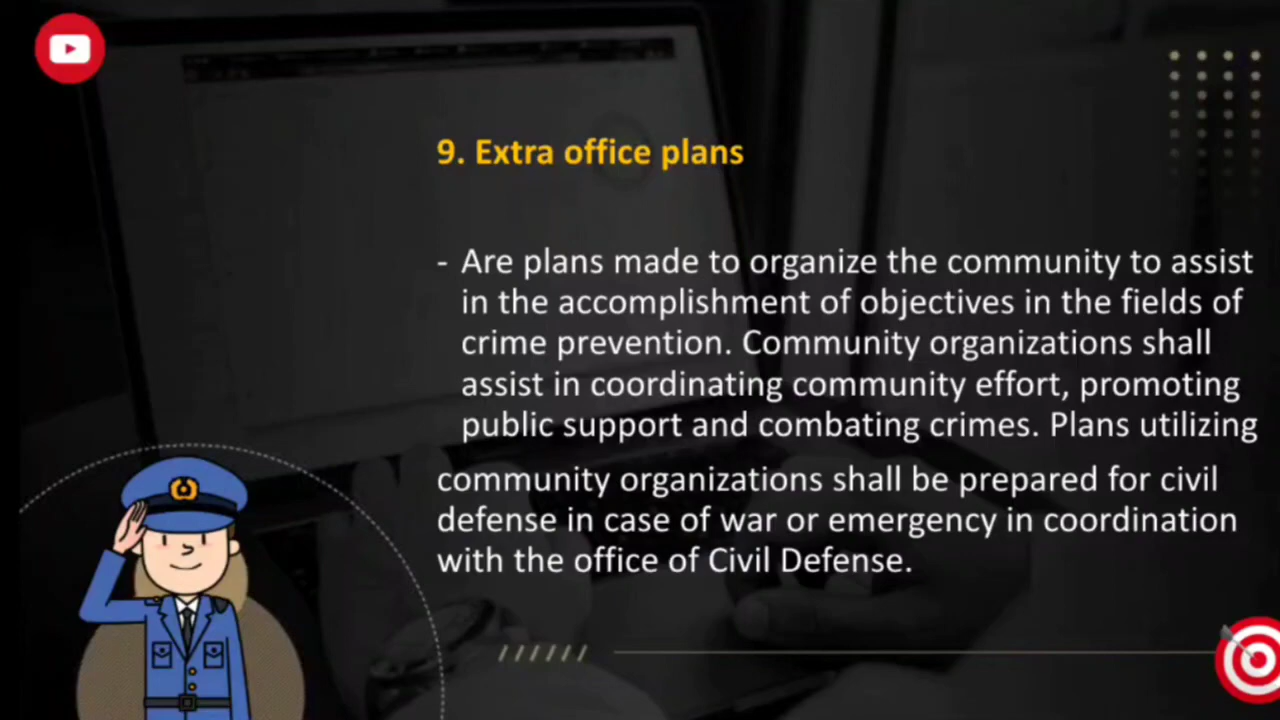 9. Extra office plans
- Are plans made to organize the community to assist
in the accomplishment of objectives in the fields of
crime prevention. Community organizations shall
assist in coordinating community effort, promoting
public support and combating crimes. Plans utilizing
community organizations shall be prepared for civil
defense in case of war or emergency in coordination
with the office of Civil Defense.